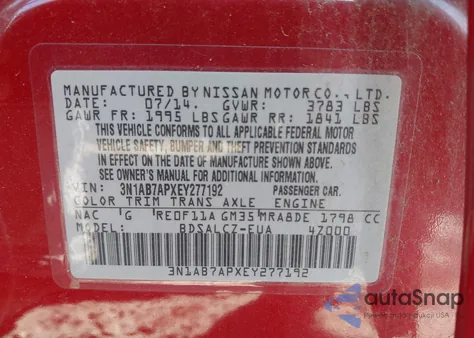 MANUFACTURED BY NISSAN MOTOR CO., LTD.
DATE: 07/14. GVWR: 3783 LBS
GAWR FR: 1995 LBS GAWR RR: 1841 LBS
THIS VEHICLE CONFORMS TO ALL APPLICABLE FEDERAL MOTOR
VEHICLE SAFETY, BUMPER AND THEFT PREVENTION STANDARDS
IN EFFECT ON THE DATE OF MANUFACTURE SHOWN ABOVE.
SEE OWNER'S MANUAL FOR ADDITIONAL INFORMATION.
VIN: 3N1AB7APXEY277192 PASSENGER CAR.
COLOR TRIM TRANS AXLE ENGINE
NAC 'G 'RE0F11A GM35 MRA8DE 1798 CC
MODEL: BDSALCZ-EUA 4Z000
3N1AB7APXEY277192
autoSnap